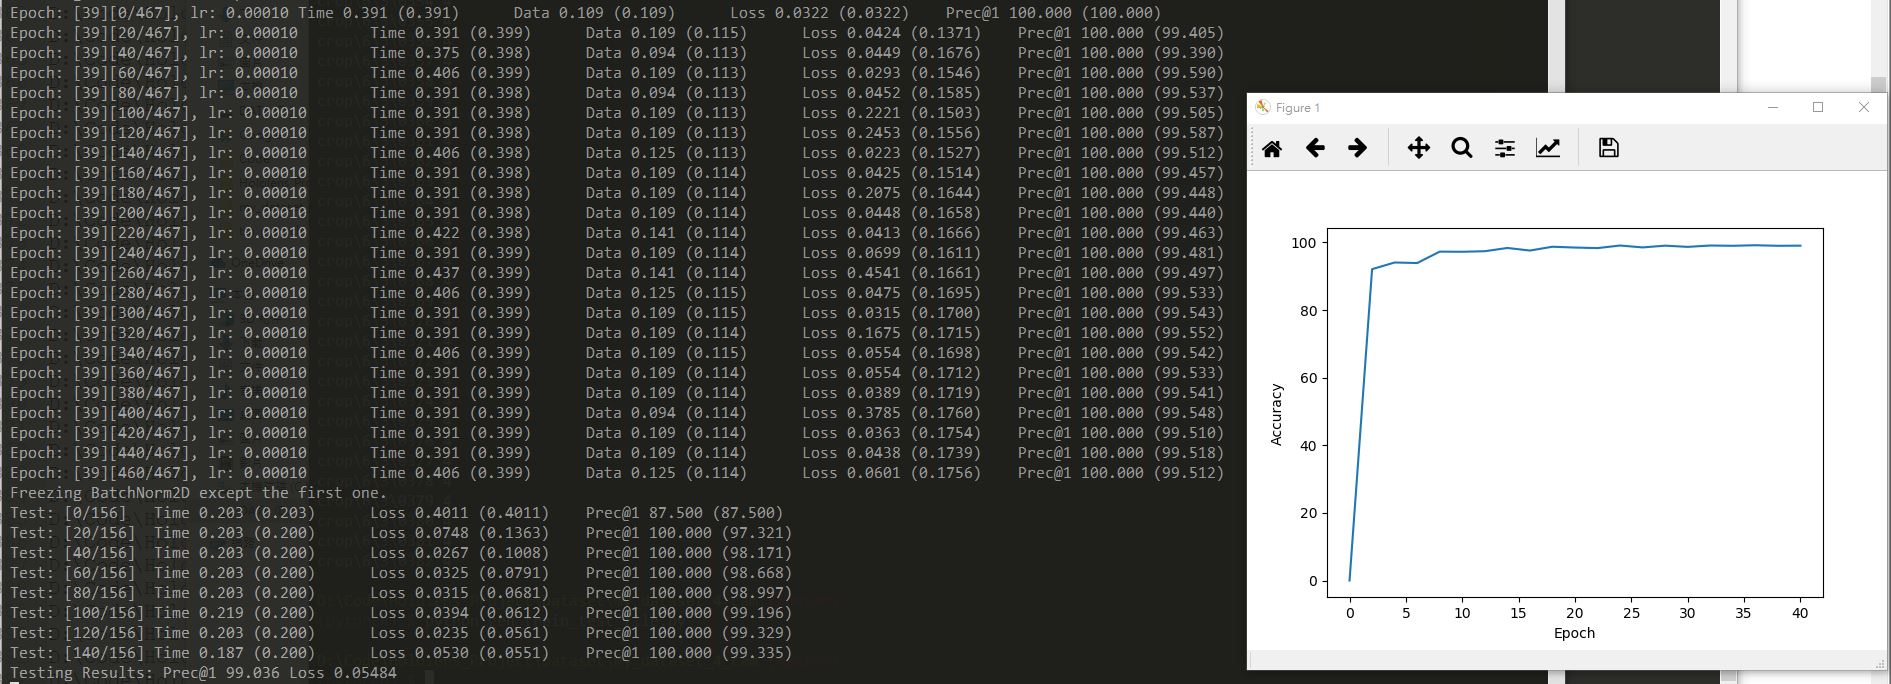 Epoch: [39][0/467], lr: 0.00010 Time 0.391 (0.391) Data 0.109 (0.109) Loss 0.0322 (0.0322) Prec@1 100.000 (100.000)
Epoch: [39][20/467], lr: 0.00010 Time 0.391 (0.399) Data 0.109 (0.115) Loss 0.0424 (0.1371) Prec@1 100.000 (99.405)
Epoch: [39][40/467], lr: 0.00010 Time 0.375 (0.398) Data 0.094 (0.113) Loss 0.0449 (0.1676) Prec@1 100.000 (99.390)
Epoch: [39][60/467], lr: 0.00010 Time 0.406 (0.399) Data 0.109 (0.113) Loss 0.0293 (0.1546) Prec@1 100.000 (99.590)
Epoch: [39][80/467], lr: 0.00010 Time 0.391 (0.398) Data 0.094 (0.113) Loss 0.0452 (0.1585) Prec@1 100.000 (99.537)
Epoch: [39][100/467], lr: 0.00010 Time 0.391 (0.398) Data 0.109 (0.113) Loss 0.2221 (0.1503) Prec@1 100.000 (99.505)
Epoch: [39][120/467], lr: 0.00010 Time 0.391 (0.398) Data 0.109 (0.113) Loss 0.2453 (0.1556) Prec@1 100.000 (99.587)
Epoch: [39][140/467], lr: 0.00010 Time 0.406 (0.398) Data 0.125 (0.113) Loss 0.0223 (0.1527) Prec@1 100.000 (99.512)
Epoch: [39][160/467], lr: 0.00010 Time 0.391 (0.398) Data 0.109 (0.114) Loss 0.0425 (0.1514) Prec@1 100.000 (99.457)
Epoch: [39][180/467], lr: 0.00010 Time 0.391 (0.398) Data 0.109 (0.114) Loss 0.2075 (0.1644) Prec@1 100.000 (99.448)
Epoch: [39][200/467], lr: 0.00010 Time 0.391 (0.398) Data 0.109 (0.114) Loss 0.0448 (0.1658) Prec@1 100.000 (99.440)
Epoch: [39][220/467], lr: 0.00010 Time 0.422 (0.398) Data 0.141 (0.114) Loss 0.0413 (0.1666) Prec@1 100.000 (99.463)
Epoch: [39][240/467], lr: 0.00010 Time 0.391 (0.399) Data 0.109 (0.114) Loss 0.0699 (0.1611) Prec@1 100.000 (99.481)
Epoch: [39][260/467], lr: 0.00010 Time 0.437 (0.399) Data 0.141 (0.114) Loss 0.4541 (0.1661) Prec@1 100.000 (99.497)
Epoch: [39][280/467], lr: 0.00010 Time 0.406 (0.399) Data 0.125 (0.115) Loss 0.0475 (0.1695) Prec@1 100.000 (99.533)
Epoch: [39][300/467], lr: 0.00010 Time 0.391 (0.399) Data 0.109 (0.115) Loss 0.0315 (0.1700) Prec@1 100.000 (99.543)
Epoch: [39][320/467], lr: 0.00010 Time 0.391 (0.399) Data 0.109 (0.114) Loss 0.1675 (0.1715) Prec@1 100.000 (99.552)
Epoch: [39][340/467], lr: 0.00010 Time 0.406 (0.399) Data 0.109 (0.115) Loss 0.0554 (0.1698) Prec@1 100.000 (99.542)
Epoch: [39][360/467], lr: 0.00010 Time 0.391 (0.399) Data 0.109 (0.114) Loss 0.0554 (0.1712) Prec@1 100.000 (99.533)
Epoch: [39][380/467], lr: 0.00010 Time 0.391 (0.399) Data 0.109 (0.114) Loss 0.0389 (0.1719) Prec@1 100.000 (99.541)
Epoch: [39][400/467], lr: 0.00010 Time 0.391 (0.399) Data 0.094 (0.114) Loss 0.3785 (0.1760) Prec@1 100.000 (99.548)
Epoch: [39][420/467], lr: 0.00010 Time 0.391 (0.399) Data 0.109 (0.114) Loss 0.0363 (0.1754) Prec@1 100.000 (99.510)
Epoch: [39][440/467], lr: 0.00010 Time 0.391 (0.399) Data 0.109 (0.114) Loss 0.0438 (0.1739) Prec@1 100.000 (99.518)
Epoch: [39][460/467], lr: 0.00010 Time 0.406 (0.399) Data 0.125 (0.114) Loss 0.0601 (0.1756) Prec@1 100.000 (99.512)
Freezing BatchNorm2D except the first one.
Test: [0/156] Time 0.203 (0.203) Loss 0.4011 (0.4011) Prec@1 87.500 (87.500)
Test: [20/156] Time 0.203 (0.200) Loss 0.0748 (0.1363) Prec@1 100.000 (97.321)
Test: [40/156] Time 0.203 (0.200) Loss 0.0267 (0.1008) Prec@1 100.000 (98.171)
Test: [60/156] Time 0.203 (0.200) Loss 0.0325 (0.0791) Prec@1 100.000 (98.668)
Test: [80/156] Time 0.203 (0.200) Loss 0.0315 (0.0681) Prec@1 100.000 (98.997)
Test: [100/156] Time 0.219 (0.200) Loss 0.0394 (0.0612) Prec@1 100.000 (99.196)
Test: [120/156] Time 0.203 (0.200) Loss 0.0235 (0.0561) Prec@1 100.000 (99.329)
Test: [140/156] Time 0.187 (0.200) Loss 0.0530 (0.0551) Prec@1 100.000 (99.335)
Testing Results: Prec@1 99.036 Loss 0.05484
Figure 1
100
80
60
40
20
0
Accuracy
0 5 10 15 20 25 30 35 40
Epoch